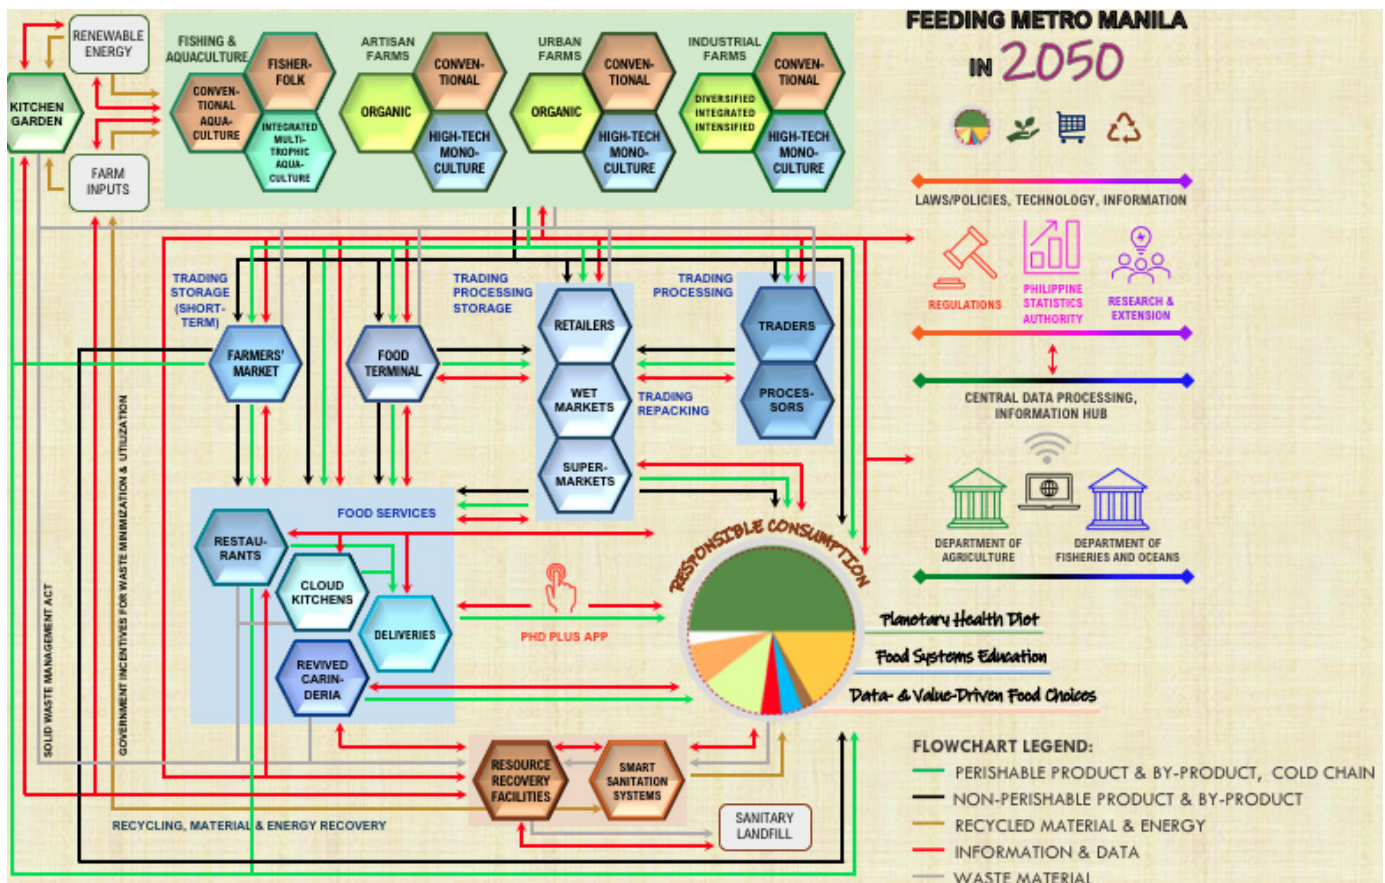 FEEDING METRO MANILA
IN 2050
RENEWABLE
ENERGY
KITCHEN
GARDEN
FARM
INPUTS
FISHING &
AQUACULTURE
FISHER-
FOLK
CONVEN-
TIONAL
AQUA-
CULTURE
INTEGRATED
MULTI-
TROPHIC
AQUA-
CULTURE
ARTISAN
FARMS
CONVEN-
TIONAL
ORGANIC
HIGH-TECH
MONO-
CULTURE
URBAN
FARMS
CONVEN-
TIONAL
ORGANIC
HIGH-TECH
MONO-
CULTURE
INDUSTRIAL
FARMS
CONVEN-
TIONAL
DIVERSIFIED
INTEGRATED
INTENSIFIED
HIGH-TECH
MONO-
CULTURE
LAWS/POLICIES, TECHNOLOGY, INFORMATION
REGULATIONS
PHILIPPINE
STATISTICS
AUTHORITY
RESEARCH &
EXTENSION
CENTRAL DATA PROCESSING,
INFORMATION HUB
DEPARTMENT OF
AGRICULTURE
DEPARTMENT OF
FISHERIES AND OCEANS
TRADING
STORAGE
(SHORT-
TERM)
TRADING
PROCESSING
STORAGE
TRADING
PROCESSING
FARMERS'
MARKET
FOOD
TERMINAL
RETAILERS
WET
MARKETS
SUPER-
MARKETS
TRADERS
PROCES-
SORS
TRADING
REPACKING
SOLID WASTE MANAGEMENT ACT
GOVERNMENT INCENTIVES FOR WASTE MINIMIZATION & UTILIZATION
FOOD SERVICES
RESTAU-
RANTS
CLOUD
KITCHENS
DELIVERIES
REVIVED
CARIN-
DERIA
PHD PLUS APP
RESPONSIBLE CONSUMPTION
Planetary Health Diet
Food Systems Education
Data- & Value-Driven Food Choices
RESOURCE
RECOVERY
FACILITIES
SMART
SANITATION
SYSTEMS
SANITARY
LANDFILL
RECYCLING, MATERIAL & ENERGY RECOVERY
FLOWCHART LEGEND:
PERISHABLE PRODUCT & BY-PRODUCT, COLD CHAIN
NON-PERISHABLE PRODUCT & BY-PRODUCT
RECYCLED MATERIAL & ENERGY
INFORMATION & DATA
WASTE MATERIAL